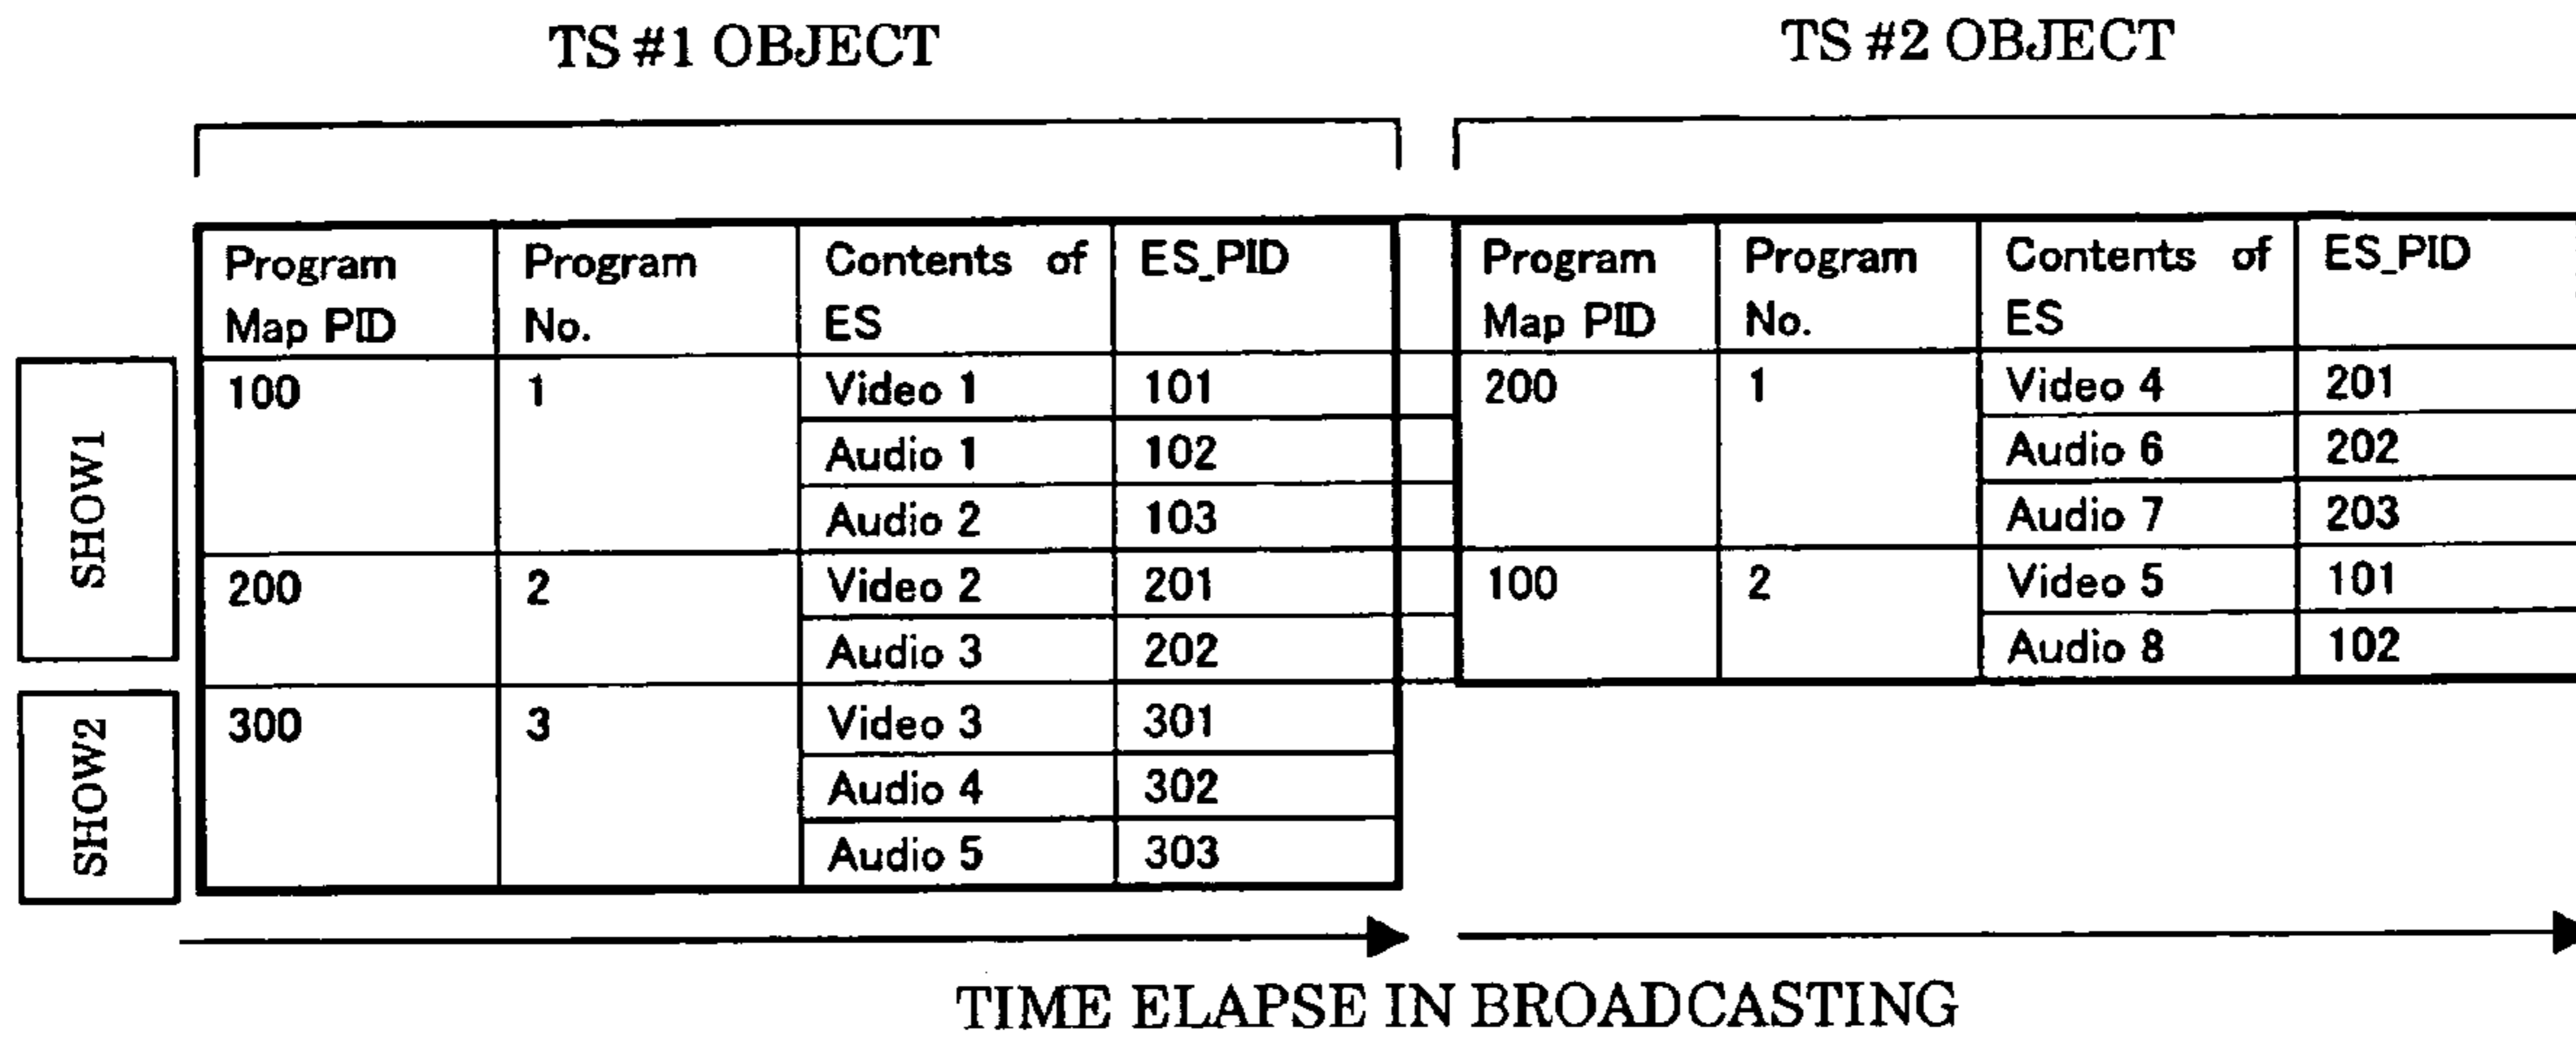 TS #1 OBJECT
TS #2 OBJECT
Program Map PID | Program No. | Contents of ES | ES_PID
100 | 1 | Video 1 | 101
Audio 1 | 102
Audio 2 | 103
200 | 2 | Video 2 | 201
Audio 3 | 202
300 | 3 | Video 3 | 301
Audio 4 | 302
Audio 5 | 303
Program Map PID | Program No. | Contents of ES | ES_PID
200 | 1 | Video 4 | 201
Audio 6 | 202
Audio 7 | 203
100 | 2 | Video 5 | 101
Audio 8 | 102
SHOW1
SHOW2
TIME ELAPSE IN BROADCASTING